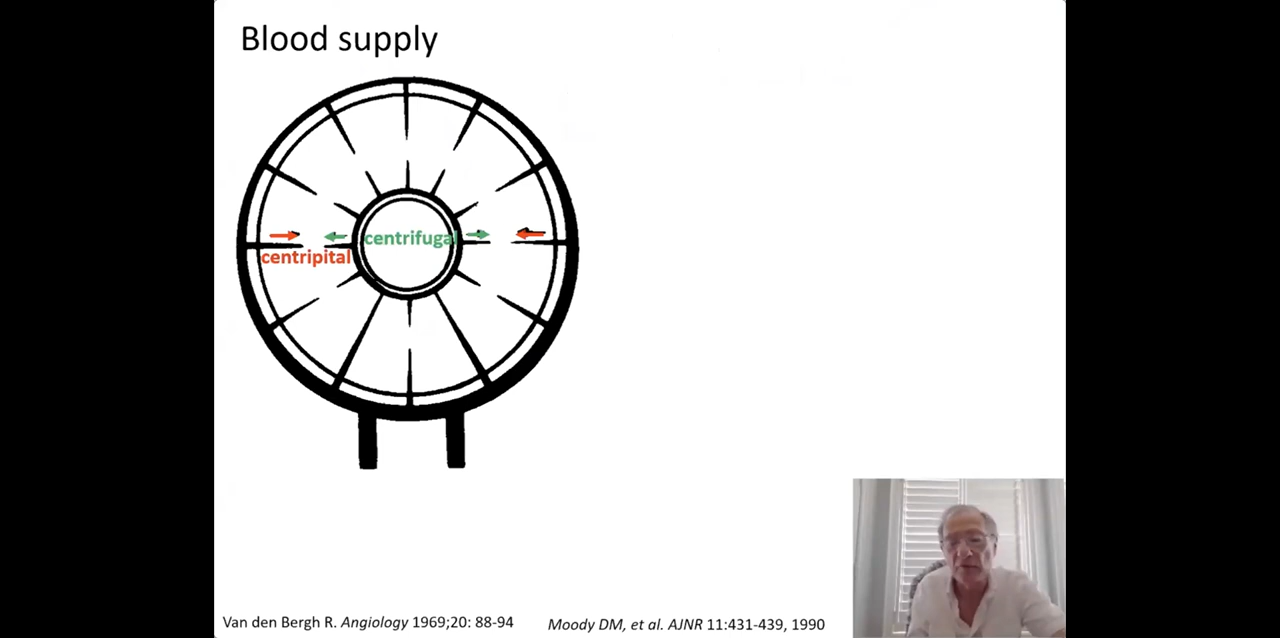 Blood supply
centrifugal
centripital
Van den Bergh R. Angiology 1969;20: 88-94
Moody DM, et al. AJNR 11:431-439, 1990